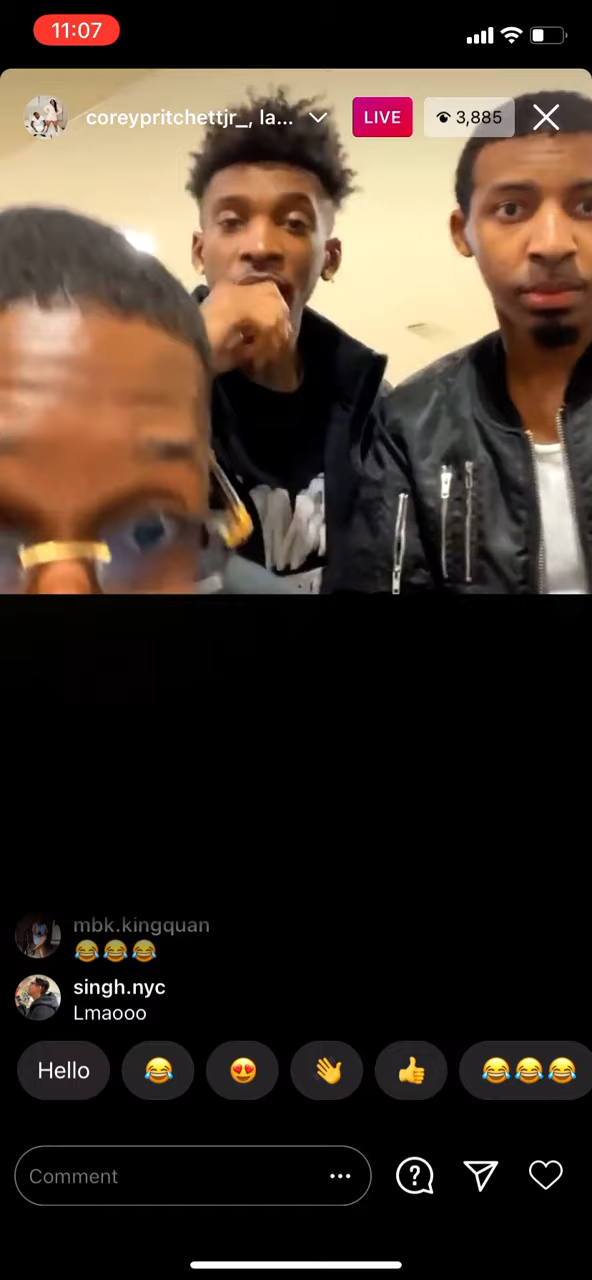 11:07
coreypritchettjr_, la...
LIVE
3,885
mbk.kingquan
😂😂😂
singh.nyc
Lmaooo
Hello 😂 😍 👋 👍 😂😂😂
Comment